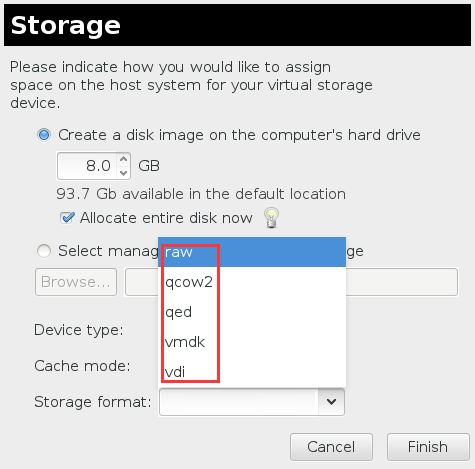 Storage
Please indicate how you would like to assign
space on the host system for your virtual storage
device.
Create a disk image on the computer's hard drive
8.0 GB
93.7 Gb available in the default location
Allocate entire disk now
Select manag ge
raw
Browse...
qcow2
qed
Device type:
vmdk
Cache mode:
vdi
Storage format:
Cancel Finish